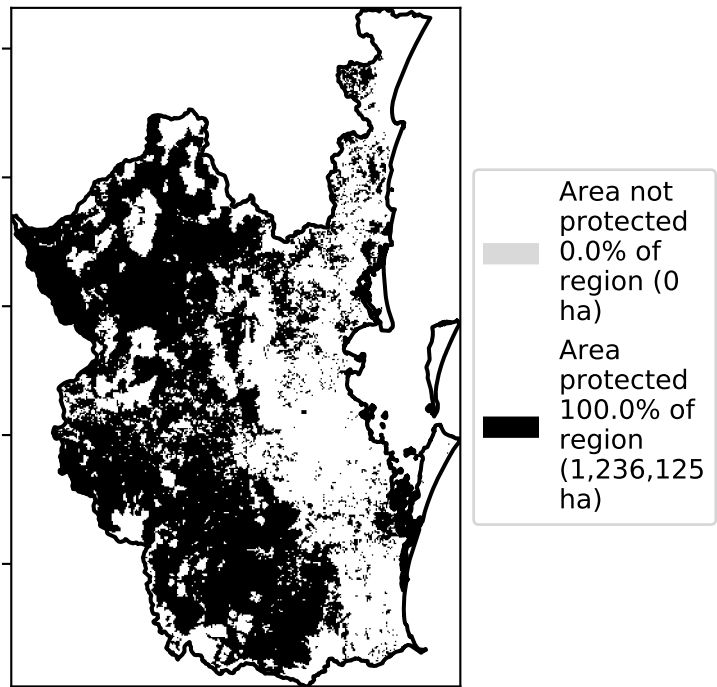 Area not
protected
0.0% of
region (0
ha)
Area
protected
100.0% of
region
(1,236,125
ha)